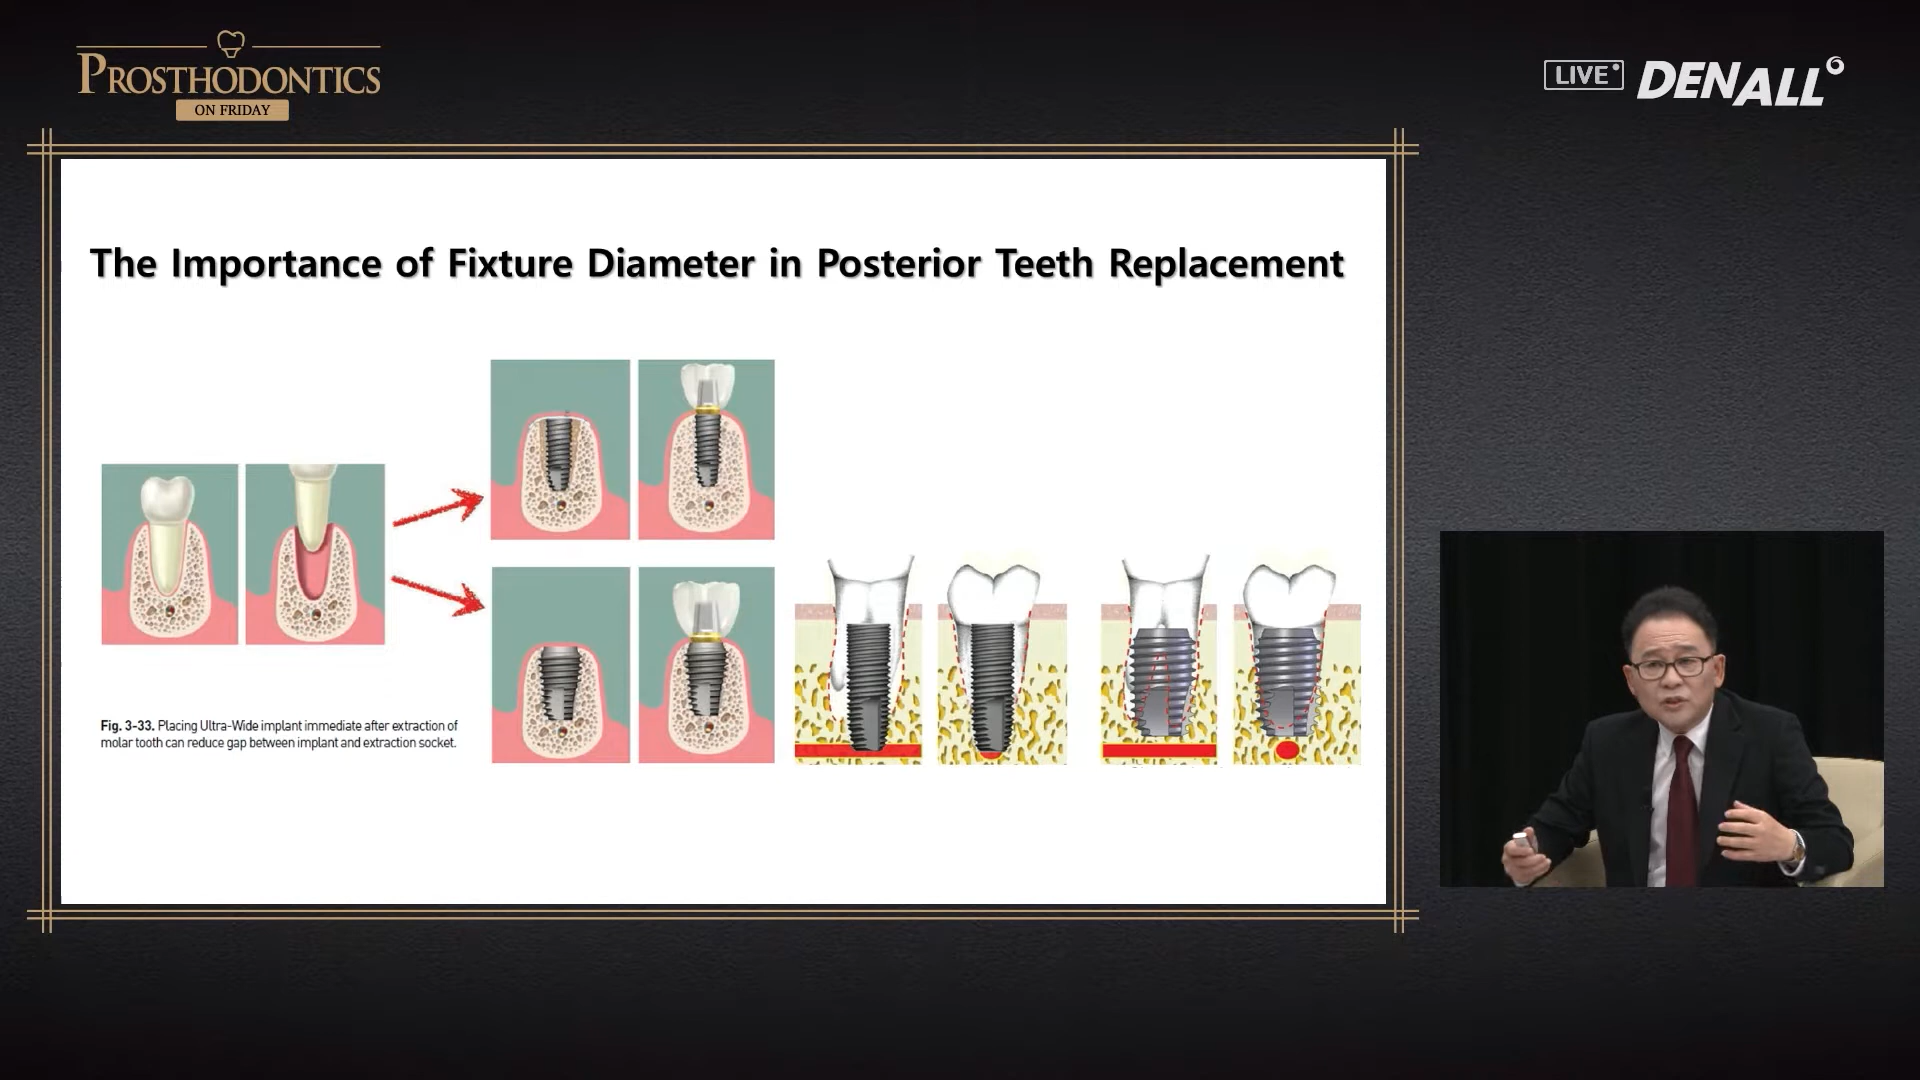 PROSTHODONTICS
ON FRIDAY
LIVE
DENALL
The Importance of Fixture Diameter in Posterior Teeth Replacement
Fig. 3-33. Placing Ultra-Wide implant immediate after extraction of
molar tooth can reduce gap between implant and extraction socket.